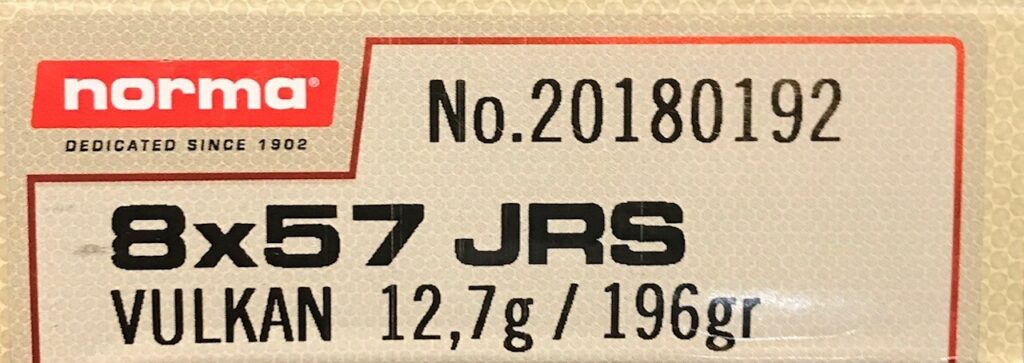 norma®
DEDICATED SINCE 1902
No.20180192
8x57 JRS
VULKAN 12,7g / 196gr